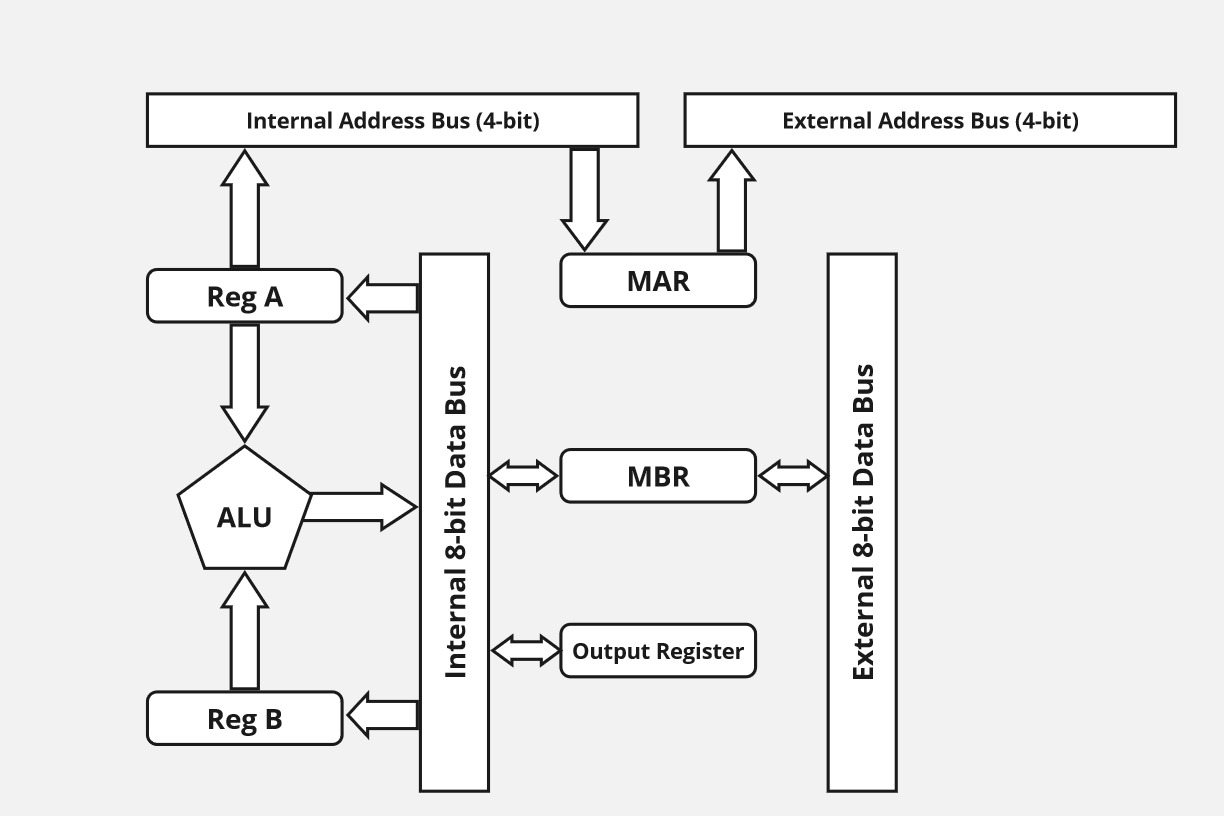 Internal Address Bus (4-bit)
External Address Bus (4-bit)
Reg A
MAR
Internal 8-bit Data Bus
External 8-bit Data Bus
MBR
ALU
Output Register
Reg B